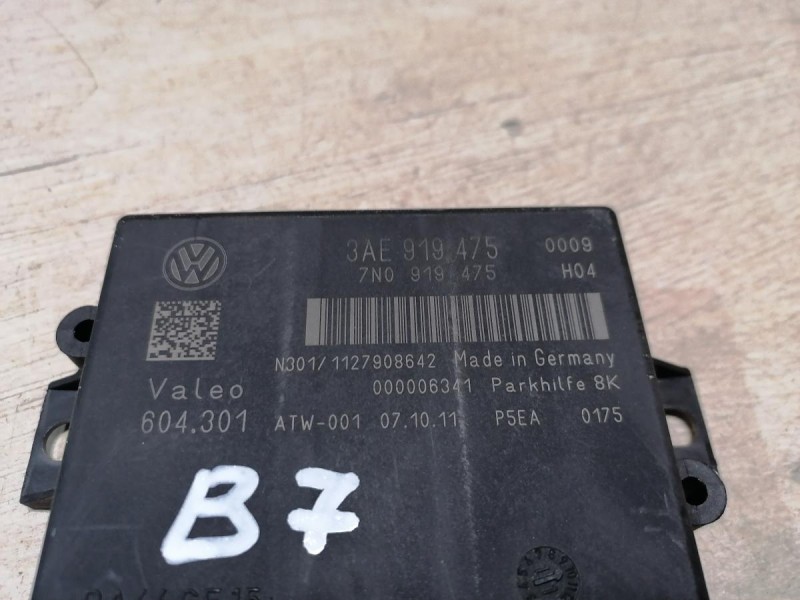 3AE 919 475 0009
7N0 919 475 H04
N301/1127908642 Made in Germany
000006341 Parkhilfe 8K
Valeo
604.301 ATW-001 07.10.11 P5EA 0175
B7